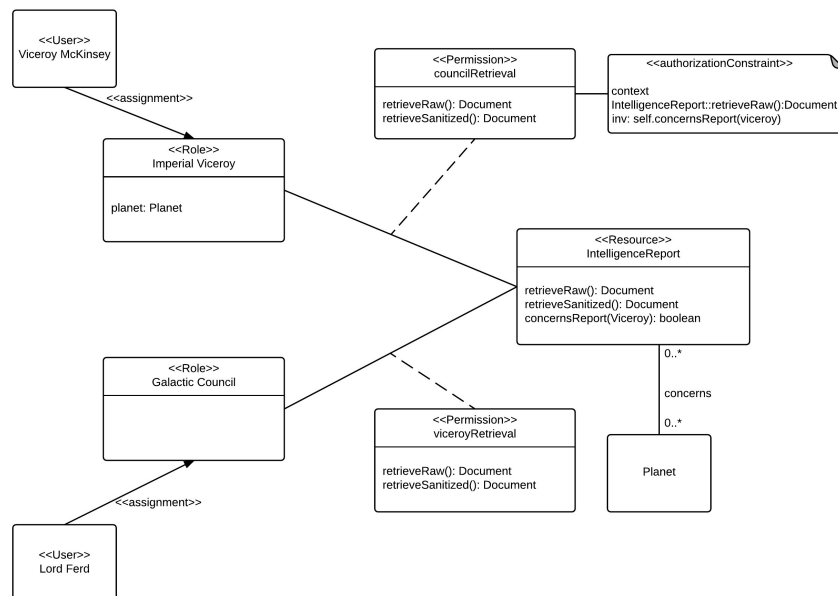 <<User>>
Viceroy McKinsey
<<assignment>>
<<Role>>
Imperial Viceroy
planet: Planet
<<Permission>>
councilRetrieval
retrieveRaw(): Document
retrieveSanitized(): Document
<<authorizationConstraint>>
context
IntelligenceReport::retrieveRaw():Document
inv: self.concernsReport(viceroy)
<<Resource>>
IntelligenceReport
retrieveRaw(): Document
retrieveSanitized(): Document
concernsReport(Viceroy): boolean
0..*
concerns
0..*
Planet
<<Role>>
Galactic Council
<<Permission>>
viceroyRetrieval
retrieveRaw(): Document
retrieveSanitized(): Document
<<assignment>>
<<User>>
Lord Ferd